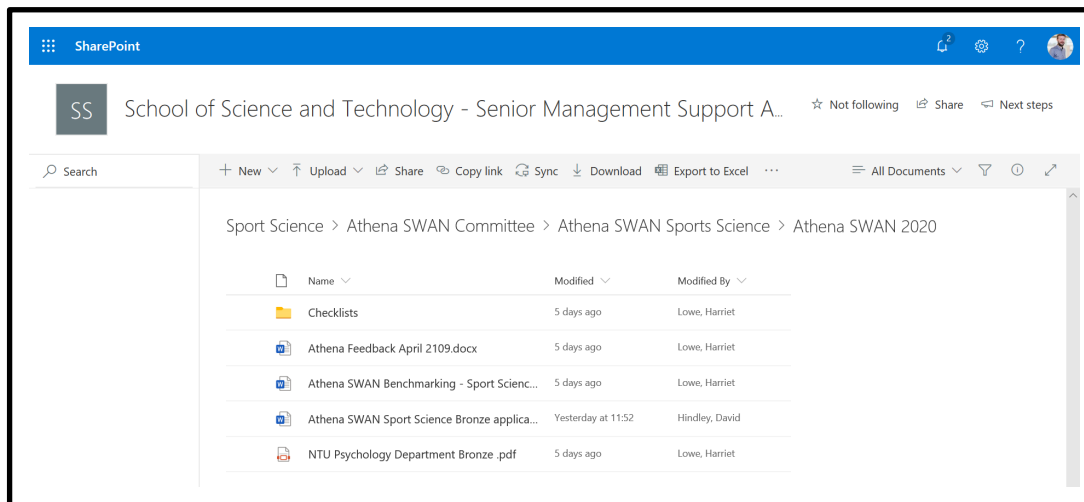 SharePoint 2 ?
SS School of Science and Technology - Senior Management Support A... Not following Share Next steps
Search New Upload Share Copy link Sync Download Export to Excel ... All Documents
Sport Science > Athena SWAN Committee > Athena SWAN Sports Science > Athena SWAN 2020
Name Modified Modified By
Checklists 5 days ago Lowe, Harriet
Athena Feedback April 2109.docx 5 days ago Lowe, Harriet
Athena SWAN Benchmarking - Sport Scienc... 5 days ago Lowe, Harriet
Athena SWAN Sport Science Bronze applica... Yesterday at 11:52 Hindley, David
NTU Psychology Department Bronze .pdf 5 days ago Lowe, Harriet